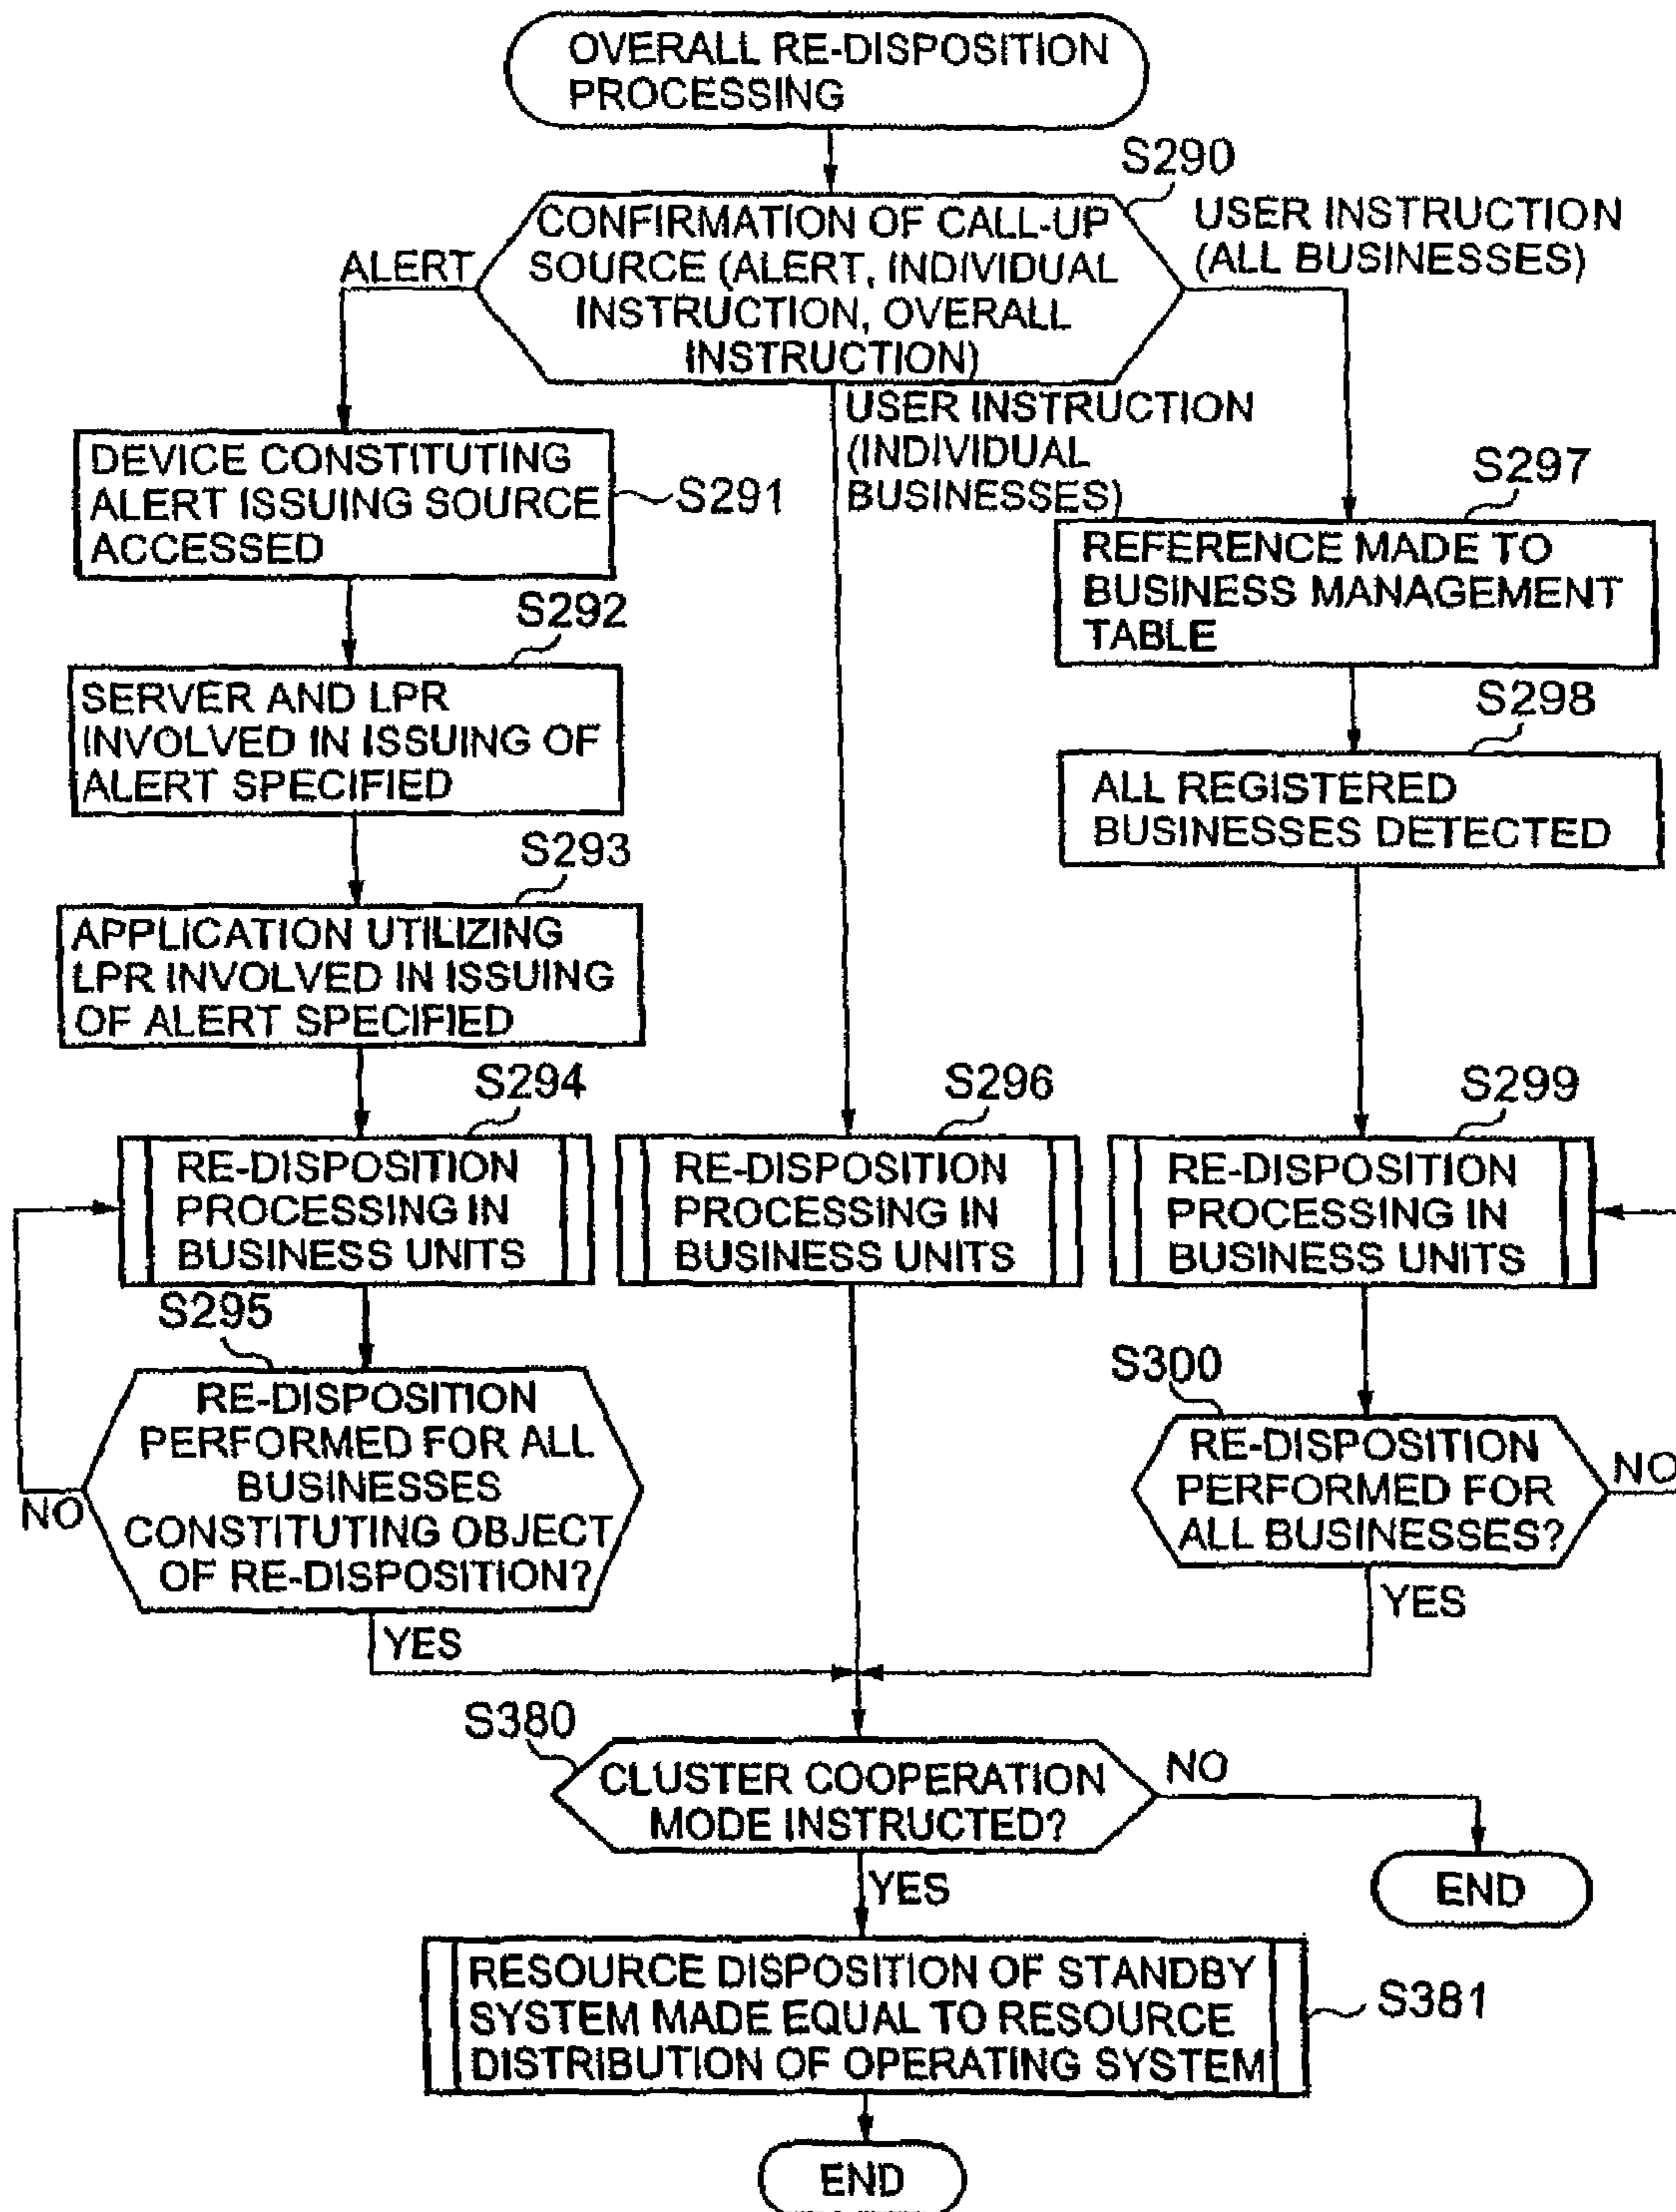 OVERALL RE-DISPOSITION
PROCESSING
S290
CONFIRMATION OF CALL-UP
SOURCE (ALERT, INDIVIDUAL
INSTRUCTION, OVERALL
INSTRUCTION)
ALERT
USER INSTRUCTION
(ALL BUSINESSES)
USER INSTRUCTION
(INDIVIDUAL
BUSINESSES)
DEVICE CONSTITUTING
ALERT ISSUING SOURCE
ACCESSED
S291
S292
SERVER AND LPR
INVOLVED IN ISSUING OF
ALERT SPECIFIED
S293
APPLICATION UTILIZING
LPR INVOLVED IN ISSUING
OF ALERT SPECIFIED
S294
RE-DISPOSITION
PROCESSING IN
BUSINESS UNITS
S295
RE-DISPOSITION
PERFORMED FOR ALL
BUSINESSES
CONSTITUTING OBJECT
OF RE-DISPOSITION?
NO
YES
S296
RE-DISPOSITION
PROCESSING IN
BUSINESS UNITS
S297
REFERENCE MADE TO
BUSINESS MANAGEMENT
TABLE
S298
ALL REGISTERED
BUSINESSES DETECTED
S299
RE-DISPOSITION
PROCESSING IN
BUSINESS UNITS
S300
RE-DISPOSITION
PERFORMED FOR
ALL BUSINESSES?
NO
YES
S380
CLUSTER COOPERATION
MODE INSTRUCTED?
NO
END
YES
RESOURCE DISPOSITION OF STANDBY
SYSTEM MADE EQUAL TO RESOURCE
DISTRIBUTION OF OPERATING SYSTEM
S381
END